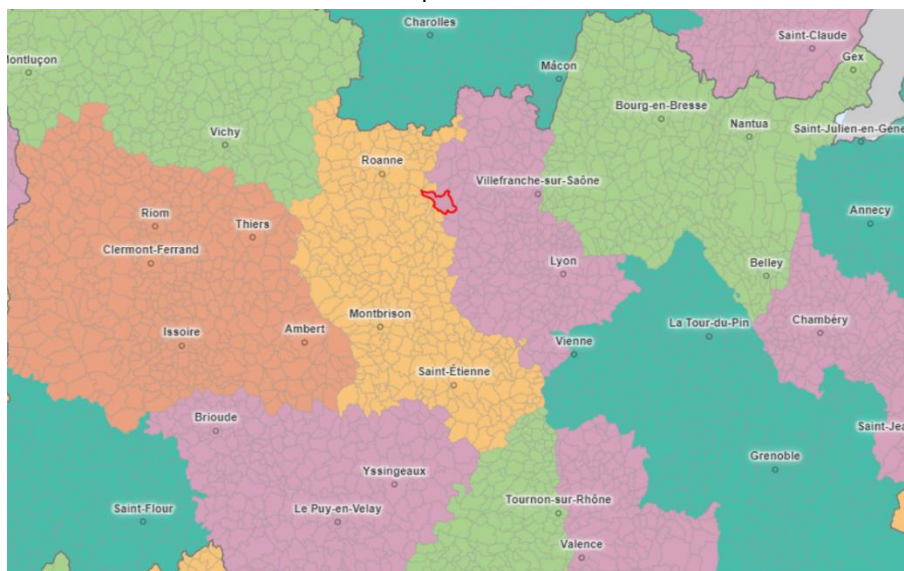 Charolles
Saint-Claude
Gex
Mâcon
Bourg-en-Bresse
Nantua
Saint-Julien-en-Gene
Vichy
Roanne
Villefranche-sur-Saône
Annecy
Riom
Thiers
Clermont-Ferrand
Lyon
Belley
Montbrison
La Tour-du-Pin
Chambéry
Issoire
Ambert
Vienne
Saint-Étienne
Brioude
Saint-Jea
Yssingeaux
Grenoble
Saint-Flour
Le Puy-en-Velay
Tournon-sur-Rhône
Valence